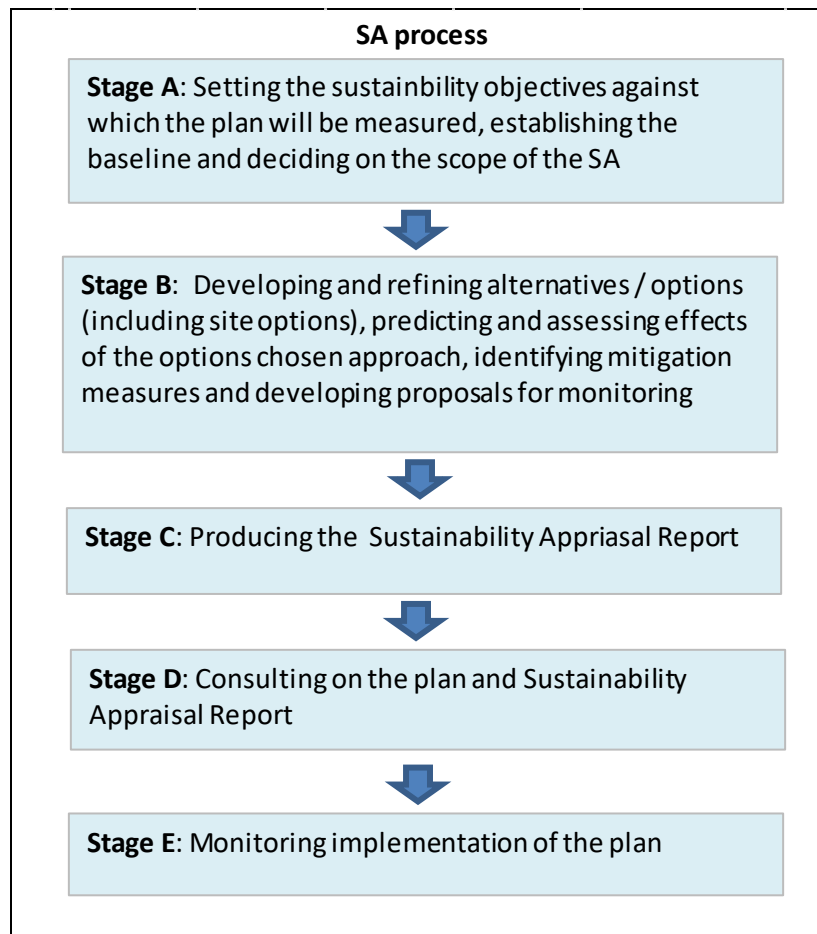 SA process
Stage A: Setting the sustainbility objectives against
which the plan will be measured, establishing the
baseline and deciding on the scope of the SA
Stage B: Developing and refining alternatives / options
(including site options), predicting and assessing effects
of the options chosen approach, identifying mitigation
measures and developing proposals for monitoring
Stage C: Producing the Sustainability Appriasal Report
Stage D: Consulting on the plan and Sustainability
Appraisal Report
Stage E: Monitoring implementation of the plan